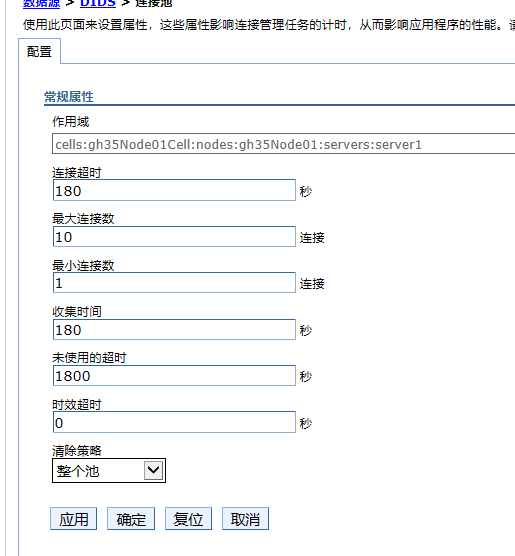 数据源 > DIDS > 连接池
使用此页面来设置属性，这些属性影响连接管理任务的计时，从而影响应用程序的性能。请
配置
常规属性
作用域
cells:gh35Node01Cell:nodes:gh35Node01:servers:server1
连接超时
180 秒
最大连接数
10 连接
最小连接数
1 连接
收集时间
180 秒
未使用的超时
1800 秒
时效超时
0 秒
清除策略
整个池
应用 确定 复位 取消